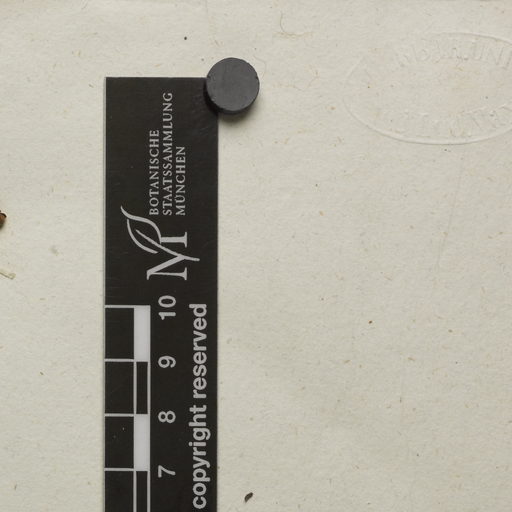 BOTANISCHE
STAATSSAMMLUNG
MÜNCHEN
M
10
9
8
7
copyright reserved